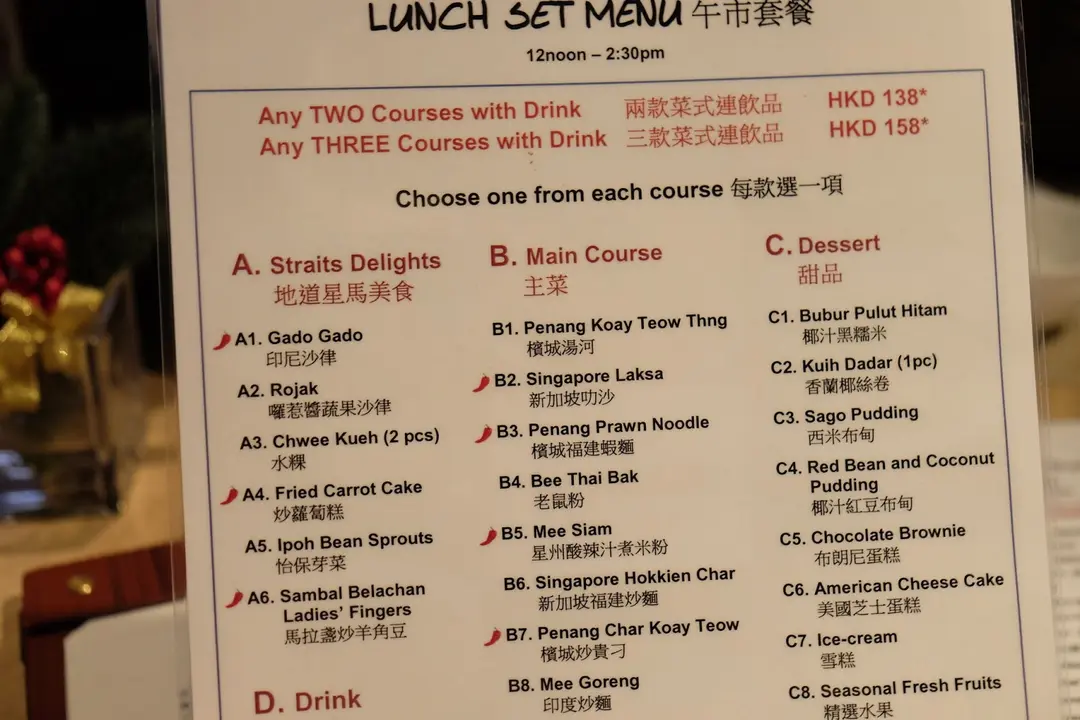 LUNCH SET MENU 午市套餐
12noon – 2:30pm
Any TWO Courses with Drink 兩款菜式連飲品 HKD 138*
Any THREE Courses with Drink 三款菜式連飲品 HKD 158*
Choose one from each course 每款選一項
A. Straits Delights
地道星馬美食
A1. Gado Gado
印尼沙律
A2. Rojak
囉惹醬蔬果沙律
A3. Chwee Kueh (2 pcs)
水粿
A4. Fried Carrot Cake
炒蘿蔔糕
A5. Ipoh Bean Sprouts
怡保芽菜
A6. Sambal Belachan
Ladies' Fingers
馬拉盞炒羊角豆
D. Drink
B. Main Course
主菜
B1. Penang Koay Teow Thng
檳城湯河
B2. Singapore Laksa
新加坡叻沙
B3. Penang Prawn Noodle
檳城福建蝦麵
B4. Bee Thai Bak
老鼠粉
B5. Mee Siam
星州酸辣汁煮米粉
B6. Singapore Hokkien Char
新加坡福建炒麵
B7. Penang Char Koay Teow
檳城炒貴刁
B8. Mee Goreng
印度炒麵
C. Dessert
甜品
C1. Bubur Pulut Hitam
椰汁黑糯米
C2. Kuih Dadar (1pc)
香蘭椰絲卷
C3. Sago Pudding
西米布甸
C4. Red Bean and Coconut
Pudding
椰汁紅豆布甸
C5. Chocolate Brownie
布朗尼蛋糕
C6. American Cheese Cake
美國芝士蛋糕
C7. Ice-cream
雪糕
C8. Seasonal Fresh Fruits
精選水果